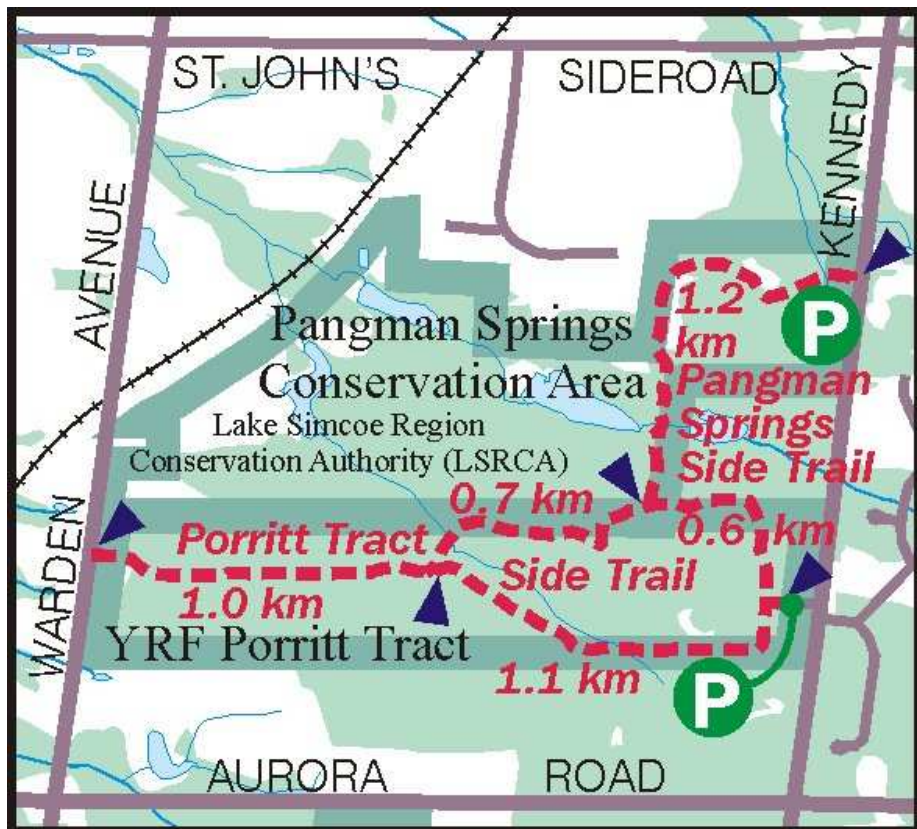 ST. JOHN'S SIDEROAD
KENNEDY
AVENUE
1.2
km
P
Pangman Springs
Conservation Area
Pangman
Springs
Side Trail
Lake Simcoe Region
Conservation Authority (LSRCA)
0.7 km
0.6 km
Porritt Tract
Side Trail
1.0 km
WARDEN
YRF Porritt Tract
1.1 km
P
AURORA ROAD